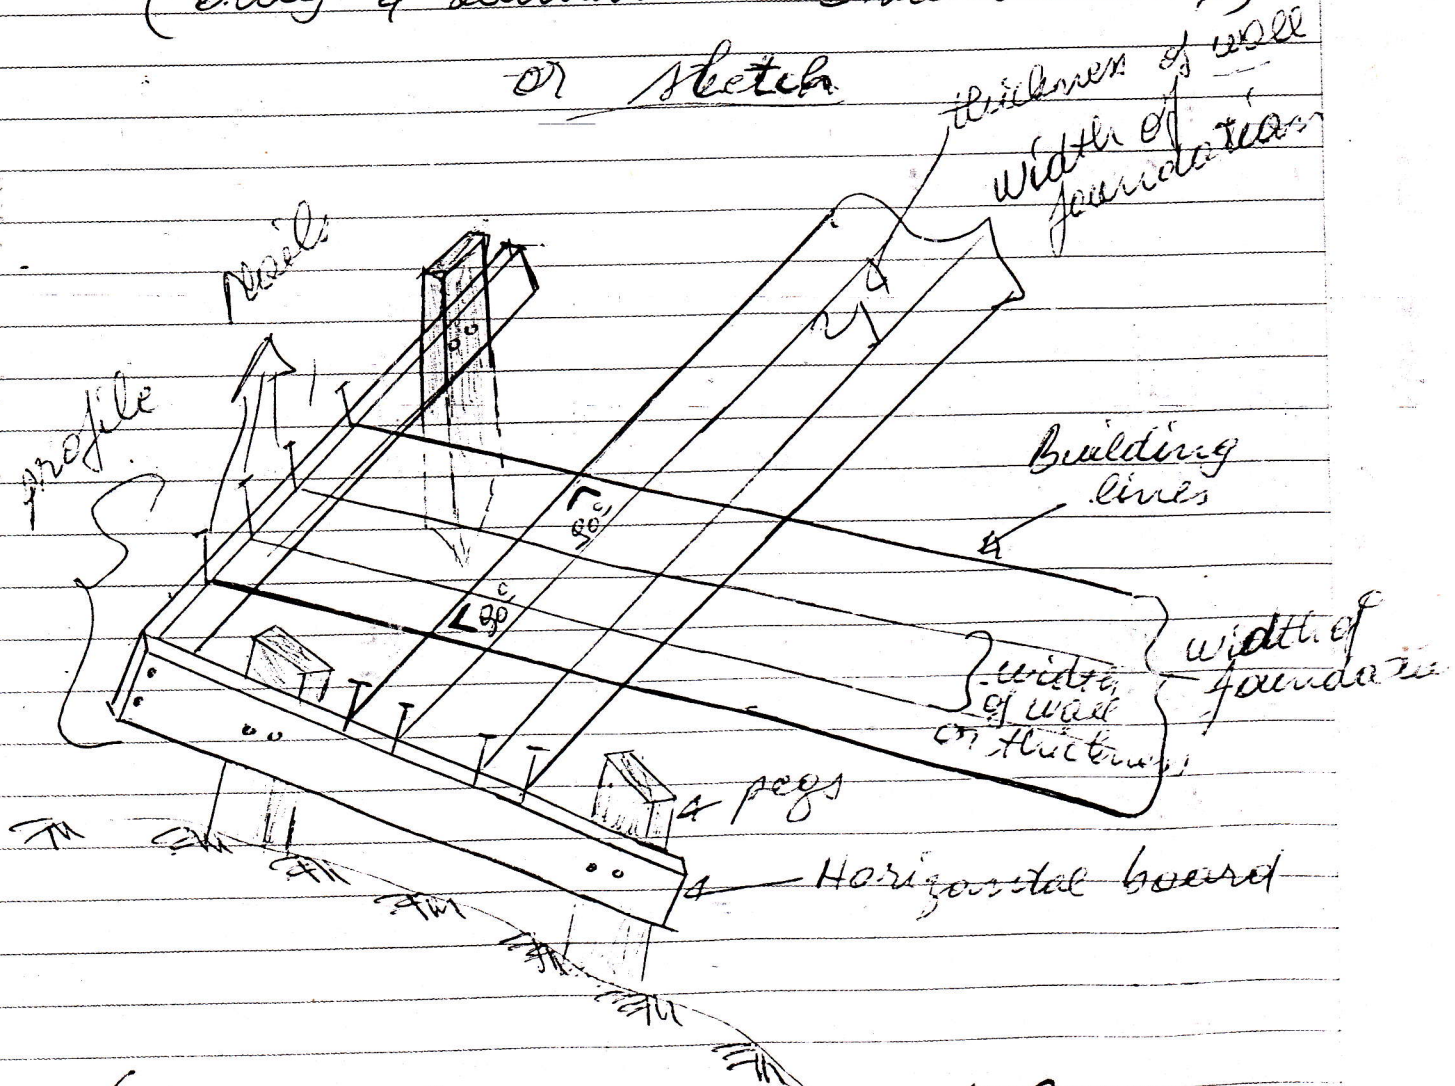 or sketch
thickness of wall
width of
foundation
Nails
profile
Building
lines
90°
90°
width of
foundation
width
of wall
or thickness
pegs
Horizontal board